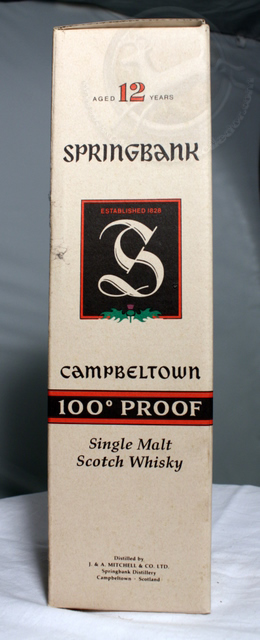 AGED 12 YEARS
SPRINGBANK
ESTABLISHED 1828
S
CAMPBELTOWN
100° PROOF
Single Malt
Scotch Whisky
Distilled by
J. & A. MITCHELL & CO. LTD.
Springbank Distillery
Campbeltown - Scotland